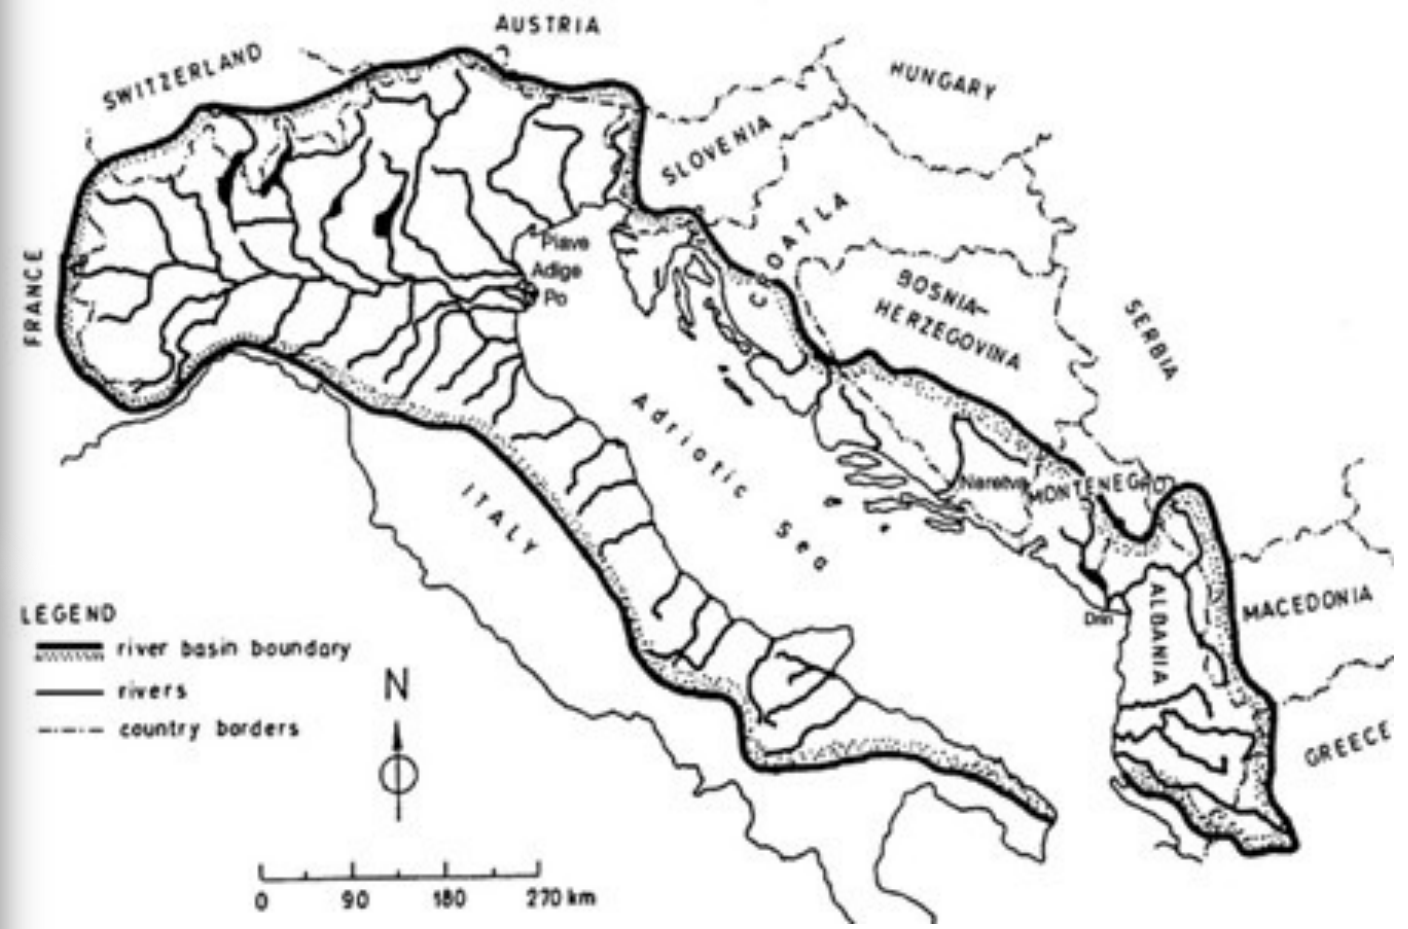 AUSTRIA
SWITZERLAND
HUNGARY
SLOVENIA
CROATIA
FRANCE
Piave
Adige
Po
BOSNIA-
HERZEGOVINA
SERBIA
Adriatic Sea
ITALY
Neretva
MONTENEGRO
Drin
ALBANIA
MACEDONIA
GREECE
LEGEND
river basin boundary
rivers
country borders
N
0 90 180 270 km